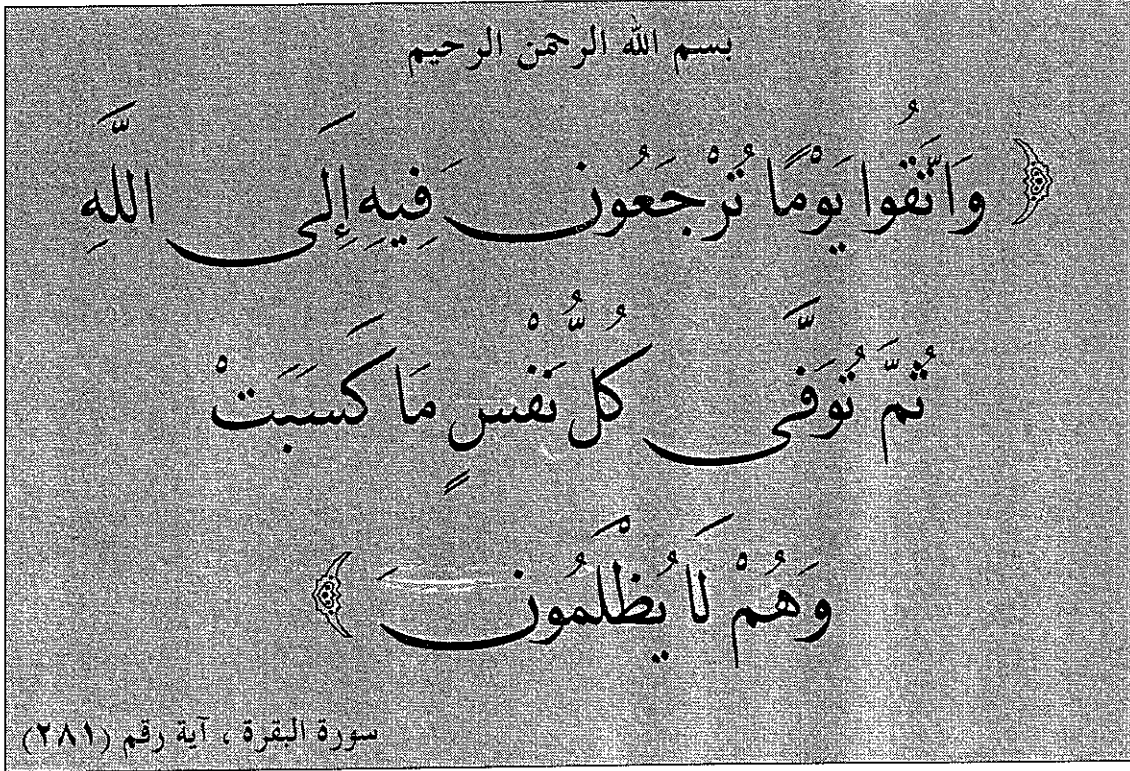 بسم الله الرحمن الرحيم
﴿ وَاتَّقُوا يَوْمًا تُرْجَعُونَ فِيهِ إِلَى اللَّهِ
ثُمَّ تُوَفَّى كُلُّ نَفْسٍ مَا كَسَبَتْ
وَهُمْ لَا يُظْلَمُونَ ﴾
سورة البقرة ، آية رقم (٢٨١)